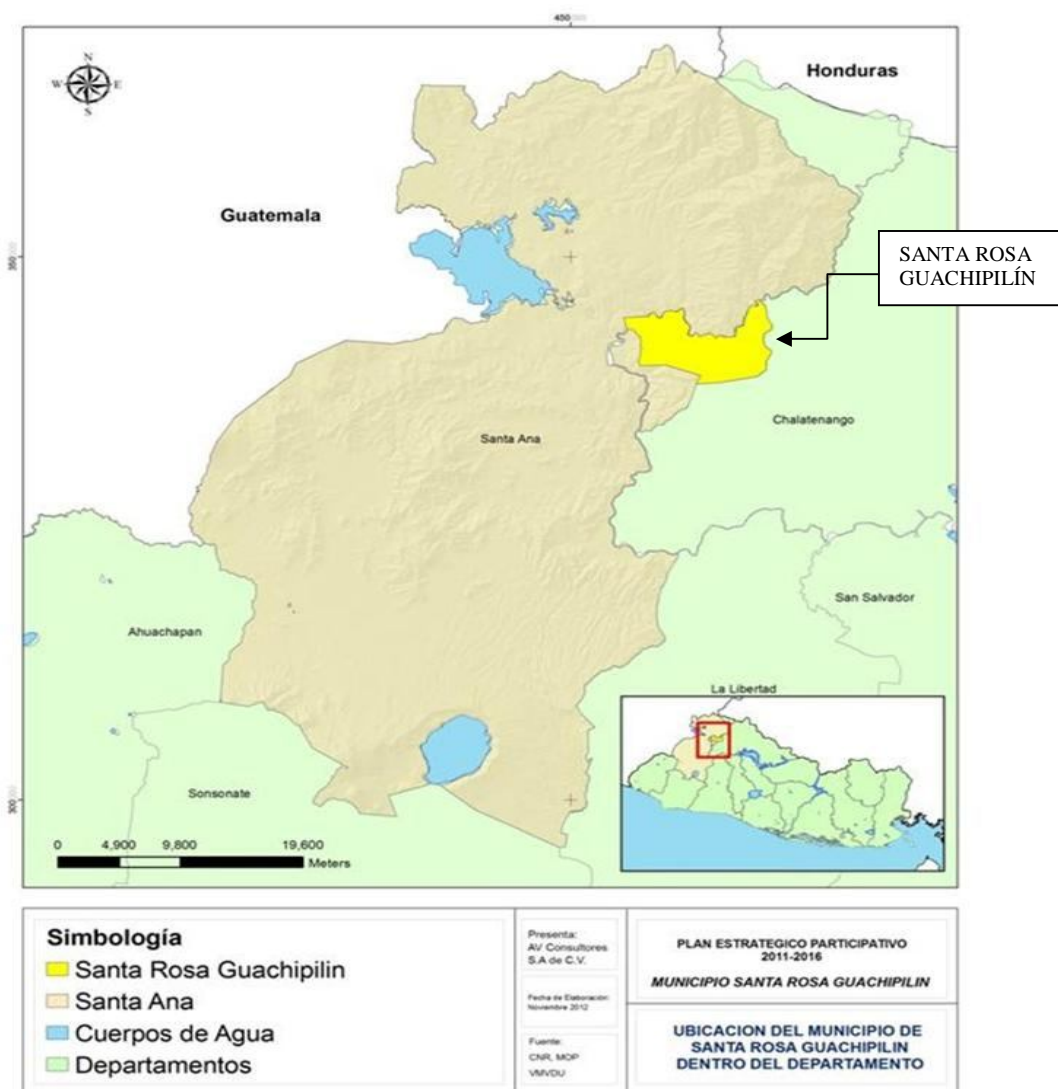 450000
N
W E
S
Honduras
Guatemala
350000
SANTA ROSA
GUACHIPILÍN
Chalatenango
Santa Ana
San Salvador
Ahuachapan
La Libertad
Sonsonate
300000
0 4,900 9,800 19,600
Meters
Simbología
Santa Rosa Guachipilin
Santa Ana
Cuerpos de Agua
Departamentos
Presenta:
AV Consultores
S.A de C.V.
Fecha de Elaboración:
Noviembre 2012
Fuente:
CNR, MOP
VMVDU
PLAN ESTRATEGICO PARTICIPATIVO
2011-2016
MUNICIPIO SANTA ROSA GUACHIPILIN
UBICACION DEL MUNICIPIO DE
SANTA ROSA GUACHIPILIN
DENTRO DEL DEPARTAMENTO